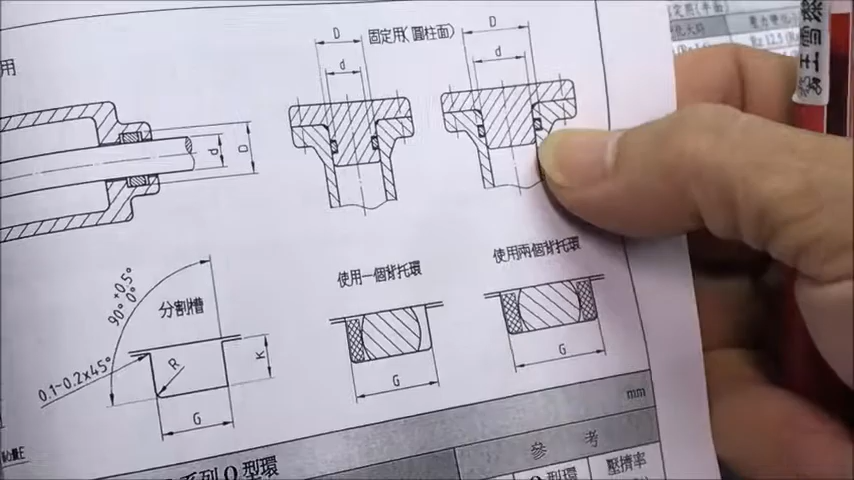 固定用(圓柱面)
D
D
d
d
用
d
D
使用一個背托環
使用兩個背托環
90° +0.5° 0°
分割槽
0.1-0.2x45°
R
K
G
G
G
mm
系列O型環
參 考
O型環
壓擠率